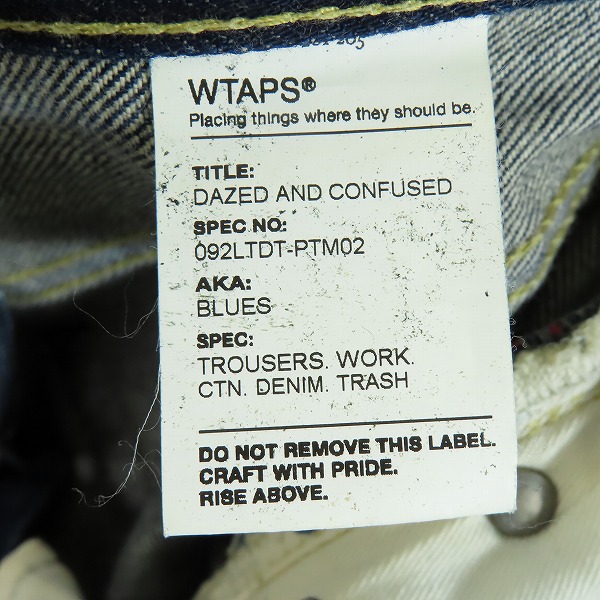 WTAPS®
Placing things where they should be.
TITLE:
DAZED AND CONFUSED
SPEC NO:
092LTDT-PTM02
AKA:
BLUES
SPEC:
TROUSERS. WORK.
CTN. DENIM. TRASH
DO NOT REMOVE THIS LABEL.
CRAFT WITH PRIDE.
RISE ABOVE.